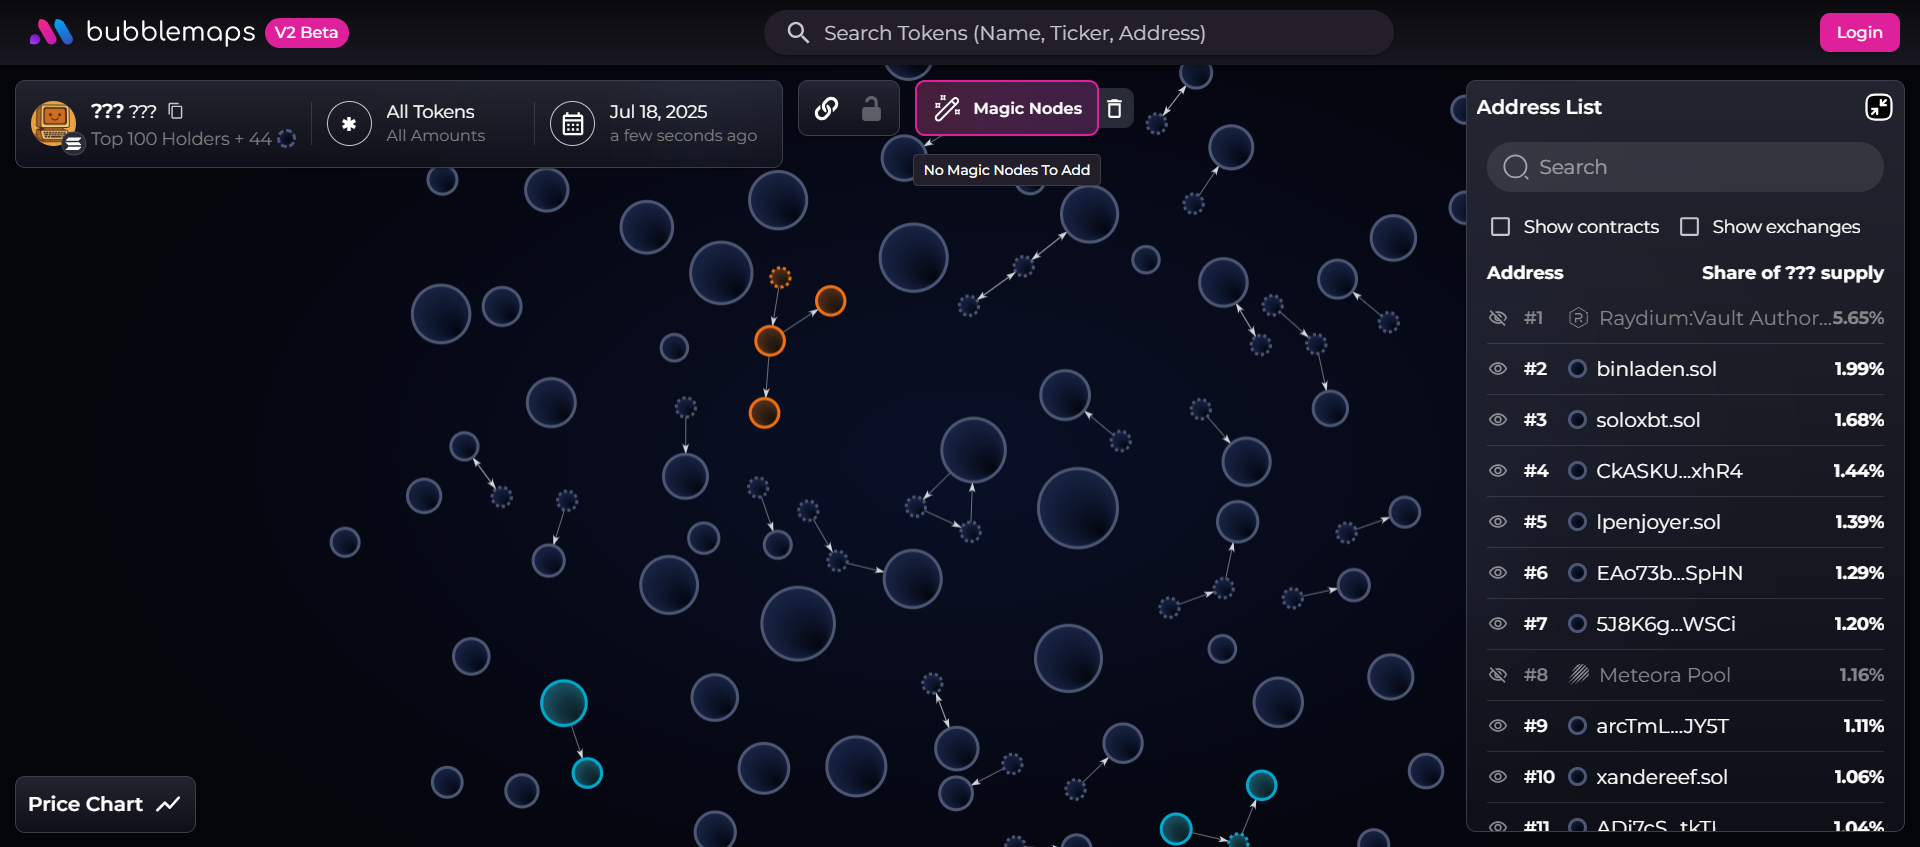 bubblemaps V2 Beta
Search Tokens (Name, Ticker, Address)
Login
??? ???
Top 100 Holders + 44
All Tokens
All Amounts
Jul 18, 2025
a few seconds ago
Magic Nodes
No Magic Nodes To Add
Address List
Search
Show contracts Show exchanges
Address Share of ??? supply
#1 Raydium:Vault Author... 5.65%
#2 binladen.sol 1.99%
#3 soloxbt.sol 1.68%
#4 CkASKU...xhR4 1.44%
#5 lpenjoyer.sol 1.39%
#6 EAo73b...SpHN 1.29%
#7 5J8K6g...WSCi 1.20%
#8 Meteora Pool 1.16%
#9 arcTmL...JY5T 1.11%
#10 xandereef.sol 1.06%
#11 1.04%
Price Chart